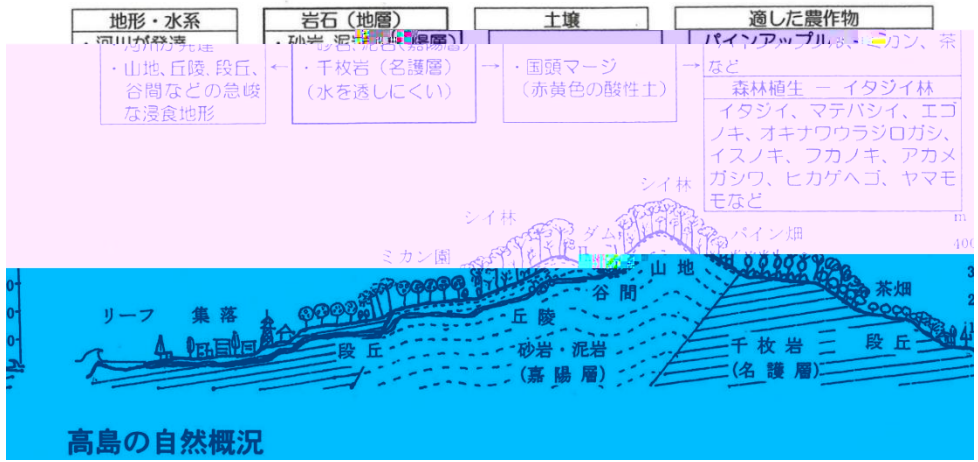 地形・水系
・河川が発達
・山地、丘陵、段丘、
谷間などの急峻
な浸食地形
←
岩石（地層）
・砂岩、泥岩（嘉陽層）
・千枚岩（名護層）
（水を透しにくい）
→
土壌
・国頭マージ
（赤黄色の酸性土）
→
適した農作物
パインアップル、ミカン、茶
など
森林植生 ― イタジイ林
イタジイ、マテバシイ、エゴ
ノキ、オキナワウラジロガシ、
イスノキ、フカノキ、アカメ
ガシワ、ヒカゲヘゴ、ヤマモ
モなど
シイ林
シイ林
ダム
パイン畑
m
400
ミカン園
山地
谷間
茶畑
リーフ
集落
丘陵
段丘
砂岩・泥岩
（嘉陽層）
千枚岩
（名護層）
段丘
高島の自然概況